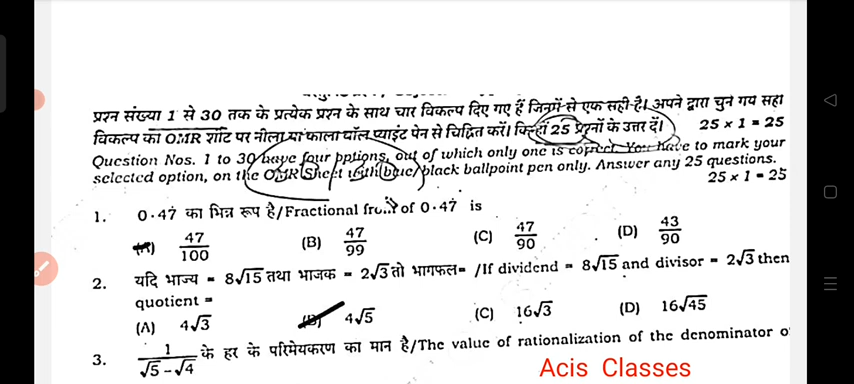 प्रश्न संख्या 1 से 30 तक के प्रत्येक प्रश्न के साथ चार विकल्प दिए गए हैं जिनमें से एक सही है। अपने द्वारा चुने गये सही
विकल्प को OMR शीट पर नीला या काला बॉल प्वाइंट पेन से चिह्नित करें। किन्हीं 25 प्रश्नों के उत्तर दें। 25 x 1 = 25
Question Nos. 1 to 30 have four options, out of which only one is correct. You have to mark your
selected option, on the OMR Sheet with blue/black ballpoint pen only. Answer any 25 questions.
25 x 1 = 25
1. 0·47 का भिन्न रूप है/Fractional of 0·47 is
(A) 47/100 (B) 47/99 (C) 47/90 (D) 43/90
2. यदि भाज्य = 8√15 तथा भाजक = 2√3 तो भागफल= /If dividend = 8√15 and divisor = 2√3 then
quotient =
(A) 4√3 (B) 4√5 (C) 16√3 (D) 16√45
3. 1/(√5-√4) के हर के परिमेयकरण का मान है/The value of rationalization of the denominator
Acis Classes